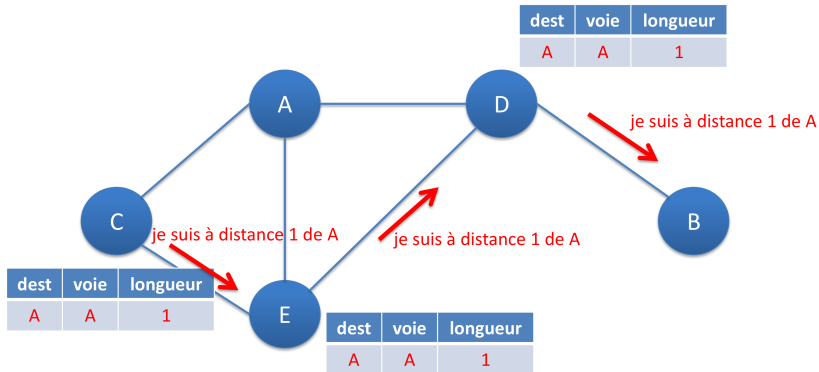 dest voie longueur
A A 1
A
D
je suis à distance 1 de A
C
B
je suis à distance 1 de A
je suis à distance 1 de A
dest voie longueur
A A 1
E
dest voie longueur
A A 1